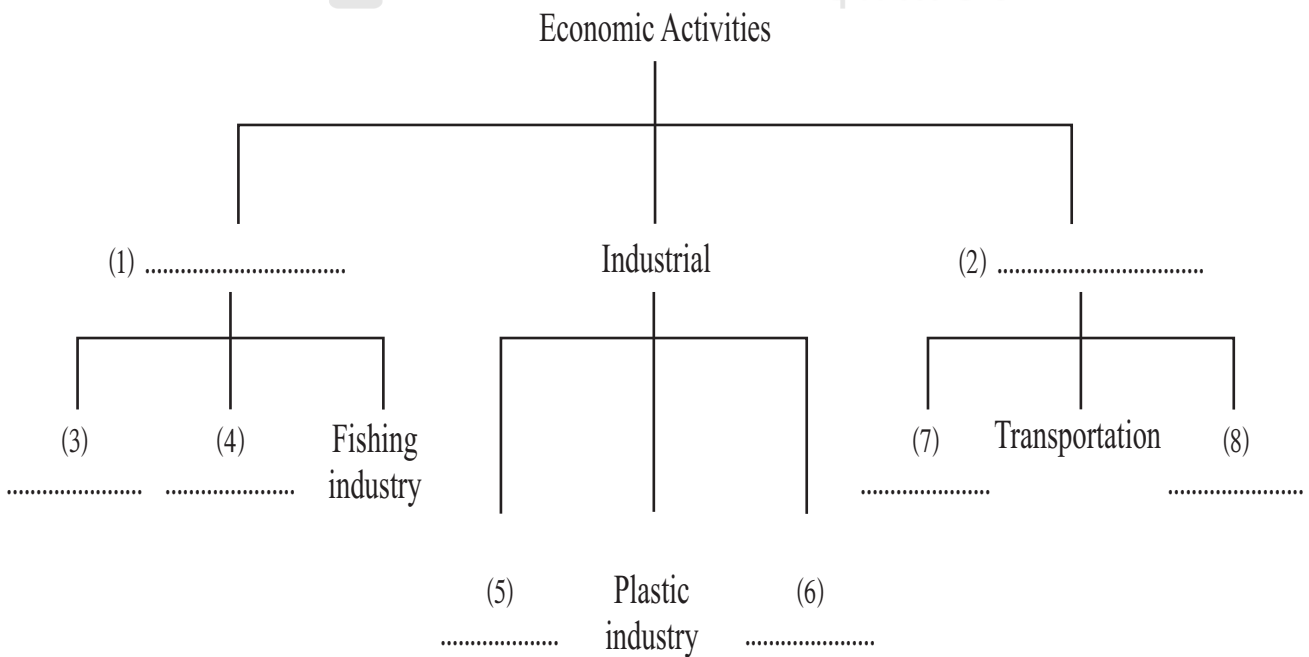 Economic Activities
(1) ..................................
Industrial
(2) ...................................
(3)
.......................
(4)
......................
Fishing
industry
(7)
......................
Transportation
(8)
.......................
(5)
....................
Plastic
industry
(6)
......................